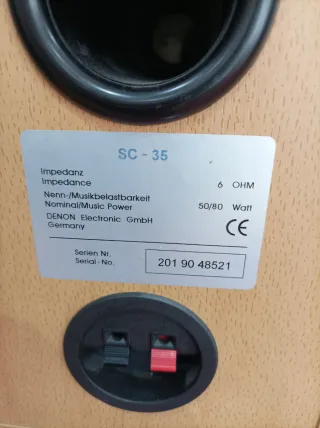 SC - 35
Impedanz
Impedance 6 OHM
Nenn-/Musikbelastbarkeit
Nominal/Music Power 50/80 Watt
DENON Electronic GmbH
Germany CE
Serien Nr.
Serial-No. 201 90 48521